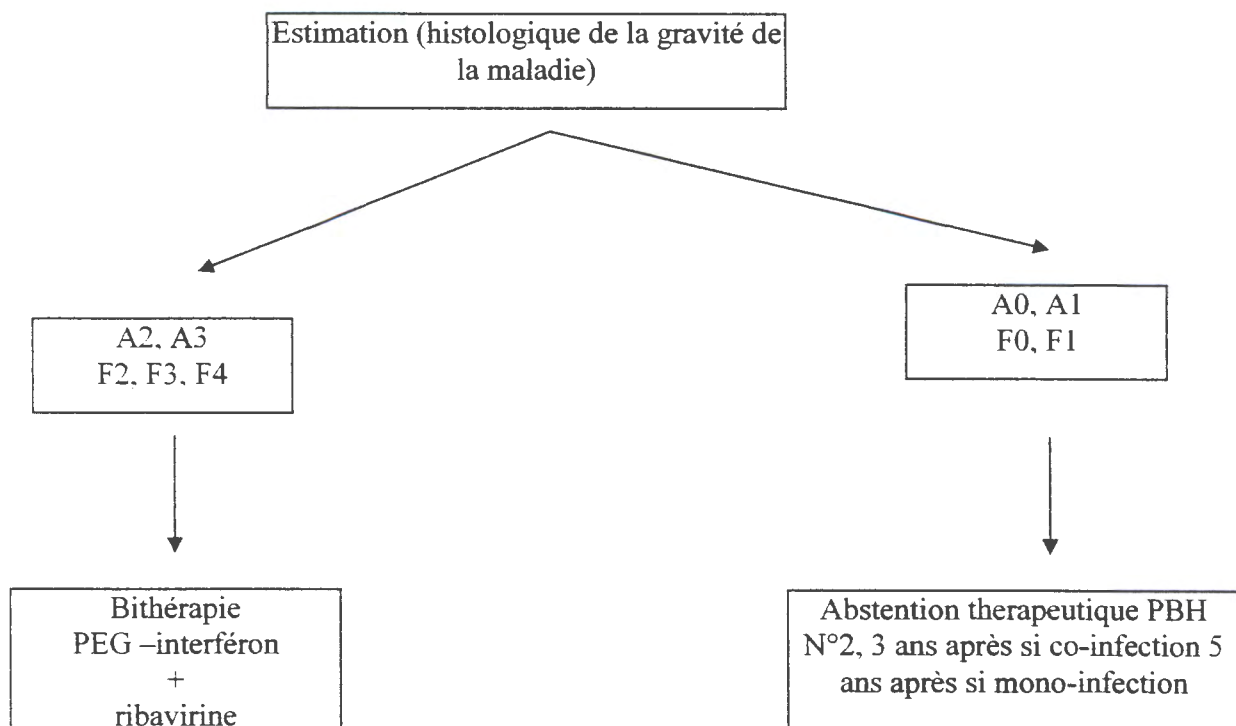 Estimation (histologique de la gravité de
la maladie)
A2, A3
F2, F3, F4
A0, A1
F0, F1
Bithérapie
PEG –interféron
+
ribavirine
Abstention therapeutique PBH
N°2, 3 ans après si co-infection 5
ans après si mono-infection